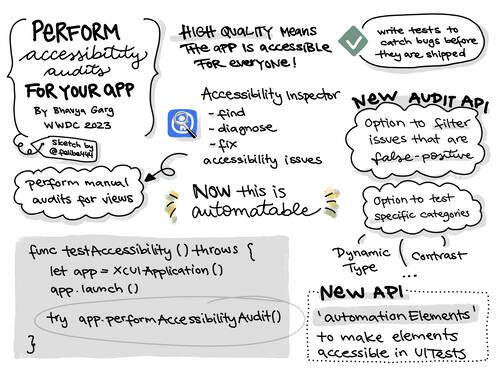 PERFORM
accessibility
audits
FOR YOUR APP
By Bhavya Garg
WWDC 2023
Sketch by
HIGH QUALITY MEANS
THE APP IS ACCESSIBLE
FOR EVERYONE!
write tests to
catch bugs before
they are shipped
Accessibility Inspector
- find
- diagnose
- fix
accessibility issues
perform manual
audits for views
Now this is
automatable
NEW AUDIT API
Option to filter
issues that are
false-positive
Option to test
specific categories
Dynamic
Type
...
Contrast
func testAccessibility () throws {
let app = XCUIApplication ()
app.launch ()
try app.performAccessibilityAudit()
}
NEW API
'automationElements'
to make elements
accessible in UITests